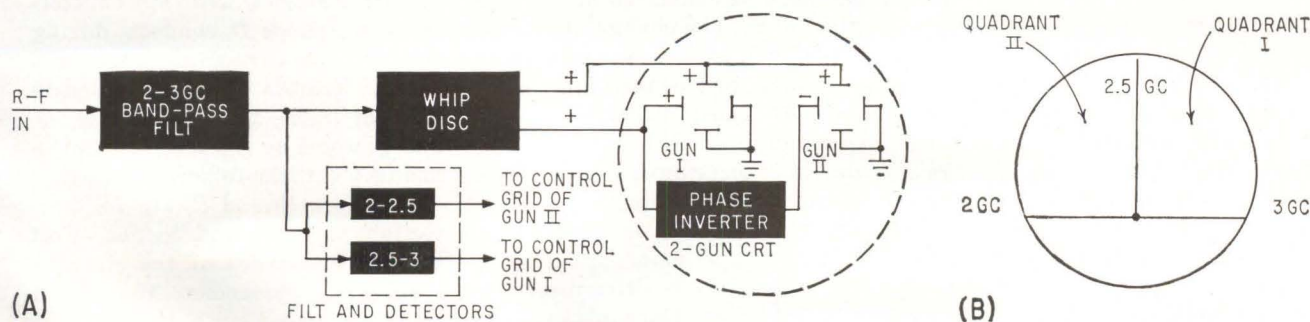 R-F
IN
2-3GC
BAND-PASS
FILT
WHIP
DISC
+
+
2-2.5
2.5-3
TO CONTROL
GRID OF
GUN II
TO CONTROL
GRID OF
GUN I
FILT AND DETECTORS
+
+
+
-
GUN
I
GUN
II
PHASE
INVERTER
2-GUN CRT
(A)
QUADRANT
II
QUADRANT
I
2.5 GC
2GC
3GC
(B)